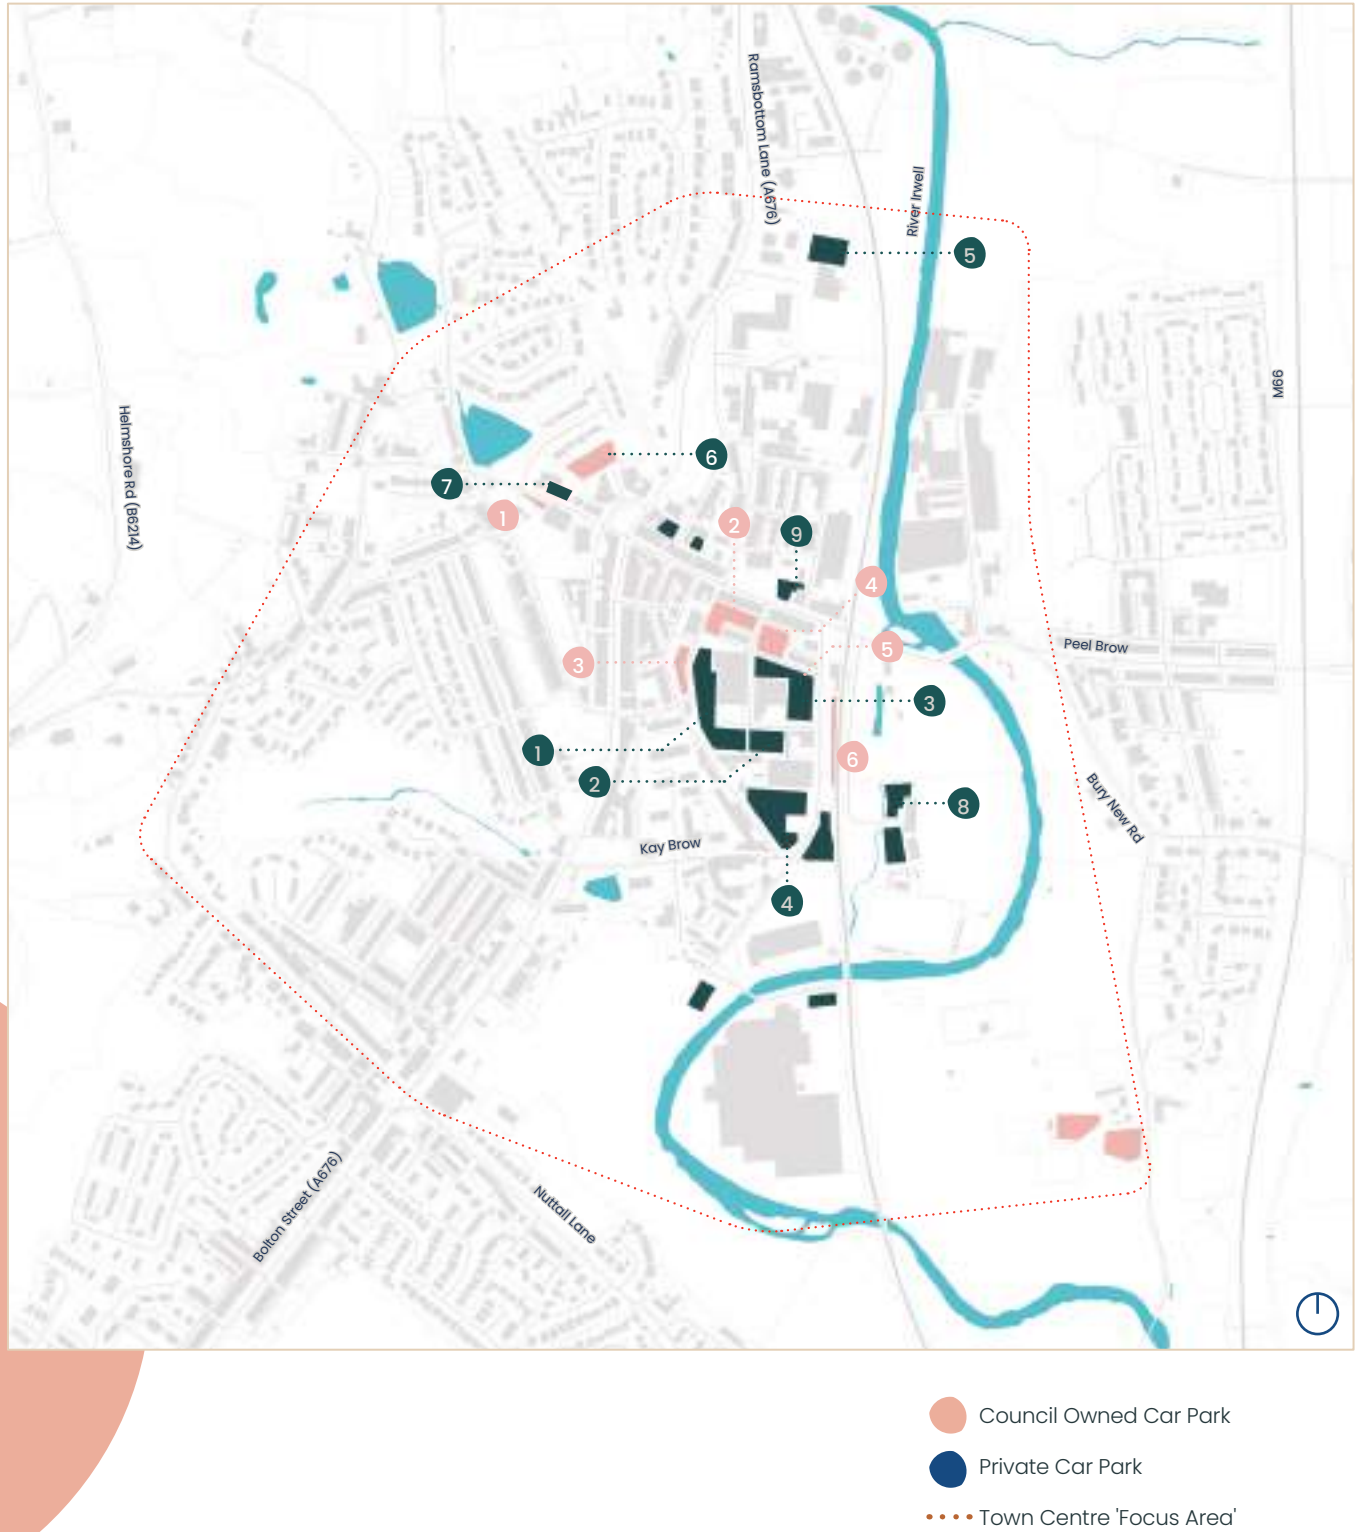 Ramsbottom Lane (A676)
River Irwell
5
M66
Helmshore Rd (B6214)
6
7
1
2
9
4
Peel Brow
5
3
3
1
6
2
Bury New Rd
8
Kay Brow
4
Bolton Street (A676)
Nuttall Lane
Council Owned Car Park
Private Car Park
Town Centre 'Focus Area'